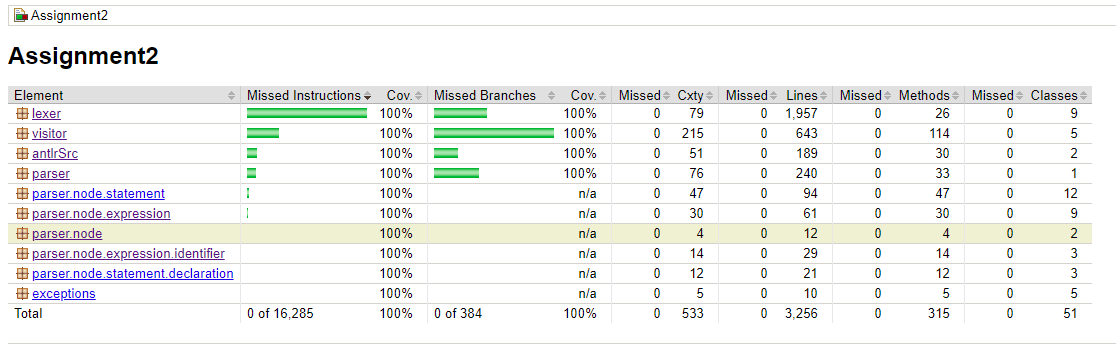 Assignment2
Assignment2
Element Missed Instructions Cov. Missed Branches Cov. Missed Cxty Missed Lines Missed Methods Missed Classes
lexer 100% 100% 0 79 0 1,957 0 26 0 9
visitor 100% 100% 0 215 0 643 0 114 0 5
antlrSrc 100% 100% 0 51 0 189 0 30 0 2
parser 100% 100% 0 76 0 240 0 33 0 1
parser.node.statement 100% n/a 0 47 0 94 0 47 0 12
parser.node.expression 100% n/a 0 30 0 61 0 30 0 9
parser.node 100% n/a 0 4 0 12 0 4 0 2
parser.node.expression.identifier 100% n/a 0 14 0 29 0 14 0 3
parser.node.statement.declaration 100% n/a 0 12 0 21 0 12 0 3
exceptions 100% n/a 0 5 0 10 0 5 0 5
Total 0 of 16,285 100% 0 of 384 100% 0 533 0 3,256 0 315 0 51